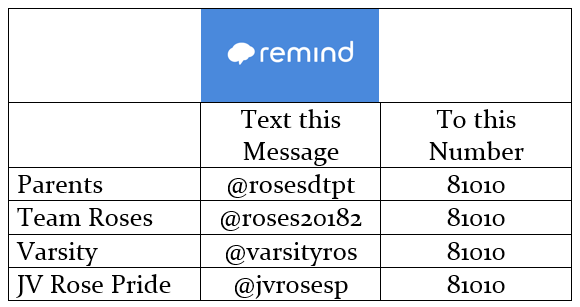 remind
Text this Message To this Number
Parents @rosesdtpt 81010
Team Roses @roses20182 81010
Varsity @varsityros 81010
JV Rose Pride @jvrosesp 81010